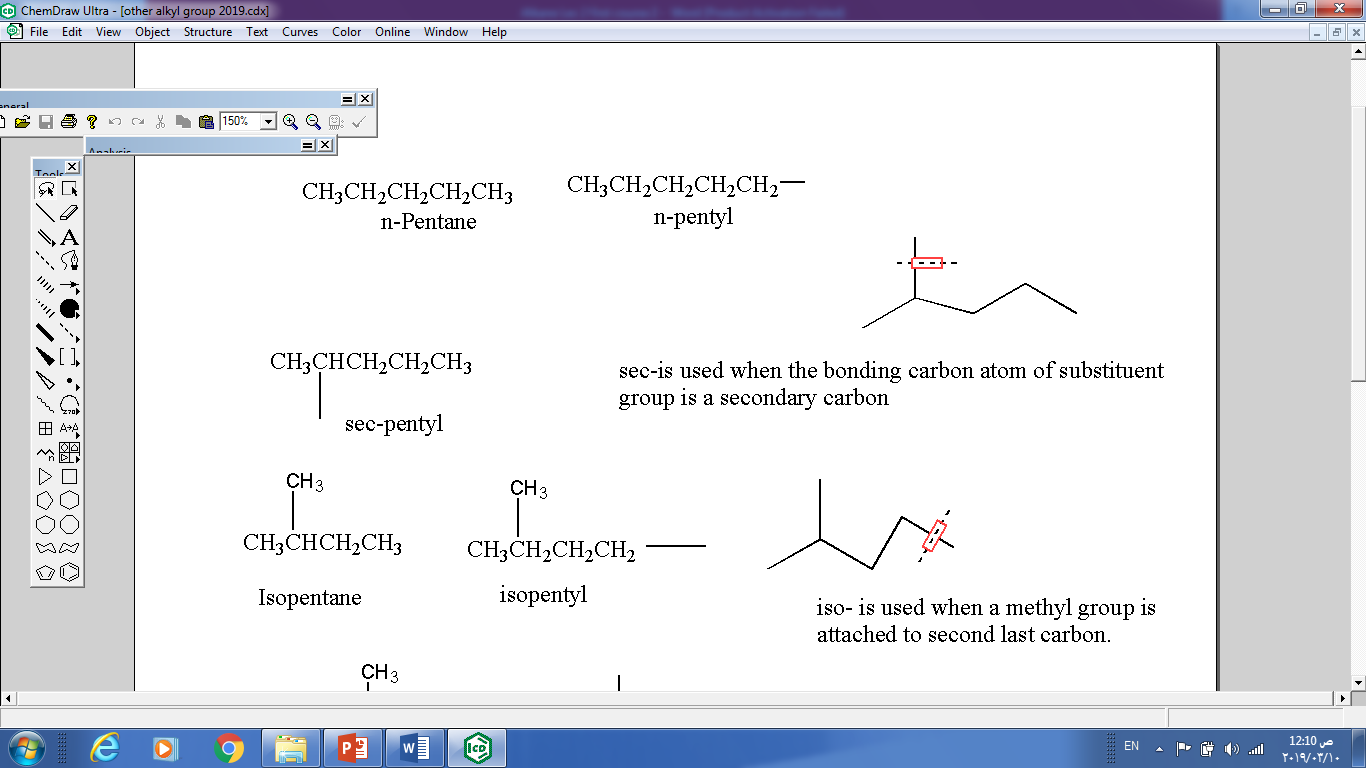 ChemDraw Ultra - [other alkyl group 2019.cdx]
File Edit View Object Structure Text Curves Color Online Window Help
150%
CH3CH2CH2CH2CH3
n-Pentane
CH3CH2CH2CH2CH2
n-pentyl
CH3CHCH2CH2CH3
sec-pentyl
sec-is used when the bonding carbon atom of substituent
group is a secondary carbon
CH3
CH3CHCH2CH3
Isopentane
CH3
CH3CH2CH2CH2
isopentyl
iso- is used when a methyl group is
attached to second last carbon.
CH3
EN
12:10 ص
٢٠١٩/٠٣/١٠